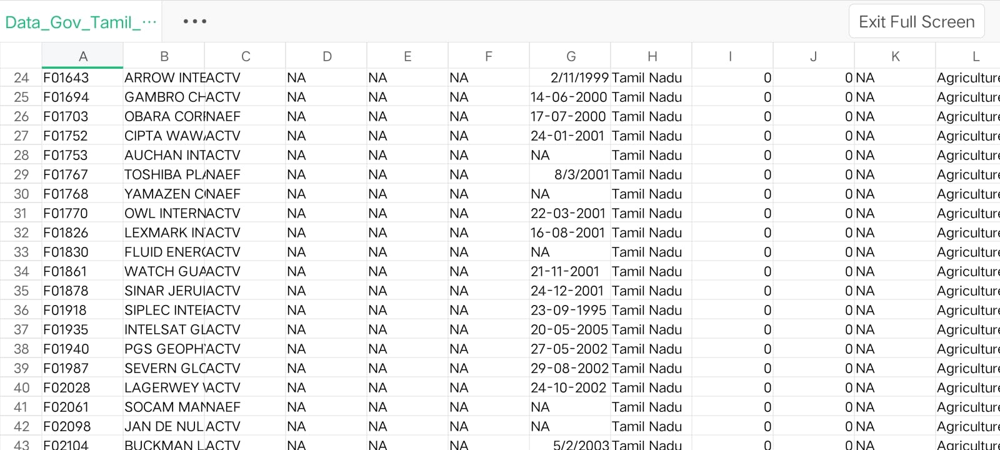 Data_Gov_Tamil_··· ••• Exit Full Screen
A B C D E F G H I J K L
24 F01643 ARROW INTE ACTV NA NA NA 2/11/1999 Tamil Nadu 0 0 NA Agriculture
25 F01694 GAMBRO CH ACTV NA NA NA 14-06-2000 Tamil Nadu 0 0 NA Agriculture
26 F01703 OBARA COR NAEF NA NA NA 17-07-2000 Tamil Nadu 0 0 NA Agriculture
27 F01752 CIPTA WAW ACTV NA NA NA 24-01-2001 Tamil Nadu 0 0 NA Agriculture
28 F01753 AUCHAN INT ACTV NA NA NA NA Tamil Nadu 0 0 NA Agriculture
29 F01767 TOSHIBA PL NAEF NA NA NA 8/3/2001 Tamil Nadu 0 0 NA Agriculture
30 F01768 YAMAZEN C NAEF NA NA NA NA Tamil Nadu 0 0 NA Agriculture
31 F01770 OWL INTERN ACTV NA NA NA 22-03-2001 Tamil Nadu 0 0 NA Agriculture
32 F01826 LEXMARK IN ACTV NA NA NA 16-08-2001 Tamil Nadu 0 0 NA Agriculture
33 F01830 FLUID ENER ACTV NA NA NA NA Tamil Nadu 0 0 NA Agriculture
34 F01861 WATCH GUA ACTV NA NA NA 21-11-2001 Tamil Nadu 0 0 NA Agriculture
35 F01878 SINAR JERU ACTV NA NA NA 24-12-2001 Tamil Nadu 0 0 NA Agriculture
36 F01918 SIPLEC INTE ACTV NA NA NA 23-09-1995 Tamil Nadu 0 0 NA Agriculture
37 F01935 INTELSAT GL ACTV NA NA NA 20-05-2005 Tamil Nadu 0 0 NA Agriculture
38 F01940 PGS GEOPH ACTV NA NA NA 27-05-2002 Tamil Nadu 0 0 NA Agriculture
39 F01987 SEVERN GLO ACTV NA NA NA 29-08-2002 Tamil Nadu 0 0 NA Agriculture
40 F02028 LAGERWEY ACTV NA NA NA 24-10-2002 Tamil Nadu 0 0 NA Agriculture
41 F02061 SOCAM MAN NAEF NA NA NA NA Tamil Nadu 0 0 NA Agriculture
42 F02098 JAN DE NUL ACTV NA NA NA NA Tamil Nadu 0 0 NA Agriculture
43 F02104 BUCKMAN L ACTV NA NA NA 5/2/2003 Tamil Nadu 0 0 NA Agriculture